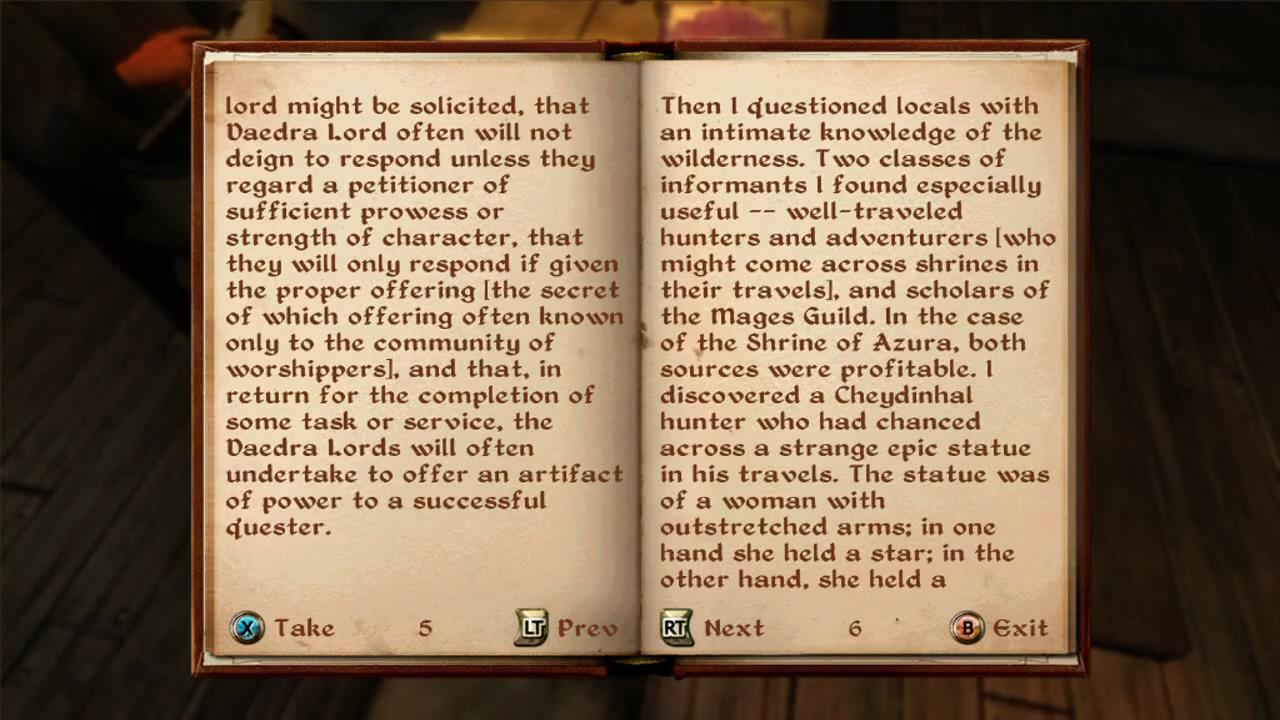 lord might be solicited, that
Daedra Lord often will not
deign to respond unless they
regard a petitioner of
sufficient prowess or
strength of character, that
they will only respond if given
the proper offering [the secret
of which offering often known
only to the community of
worshippers], and that, in
return for the completion of
some task or service, the
Daedra Lords will often
undertake to offer an artifact
of power to a successful
quester.
Then I questioned locals with
an intimate knowledge of the
wilderness. Two classes of
informants I found especially
useful -- well-traveled
hunters and adventurers [who
might come across shrines in
their travels], and scholars of
the Mages Guild. In the case
of the Shrine of Azura, both
sources were profitable. I
discovered a Cheydinhal
hunter who had chanced
across a strange epic statue
in his travels. The statue was
of a woman with
outstretched arms; in one
hand she held a star; in the
other hand, she held a
X Take 5 LT Prev RT Next 6 B Exit